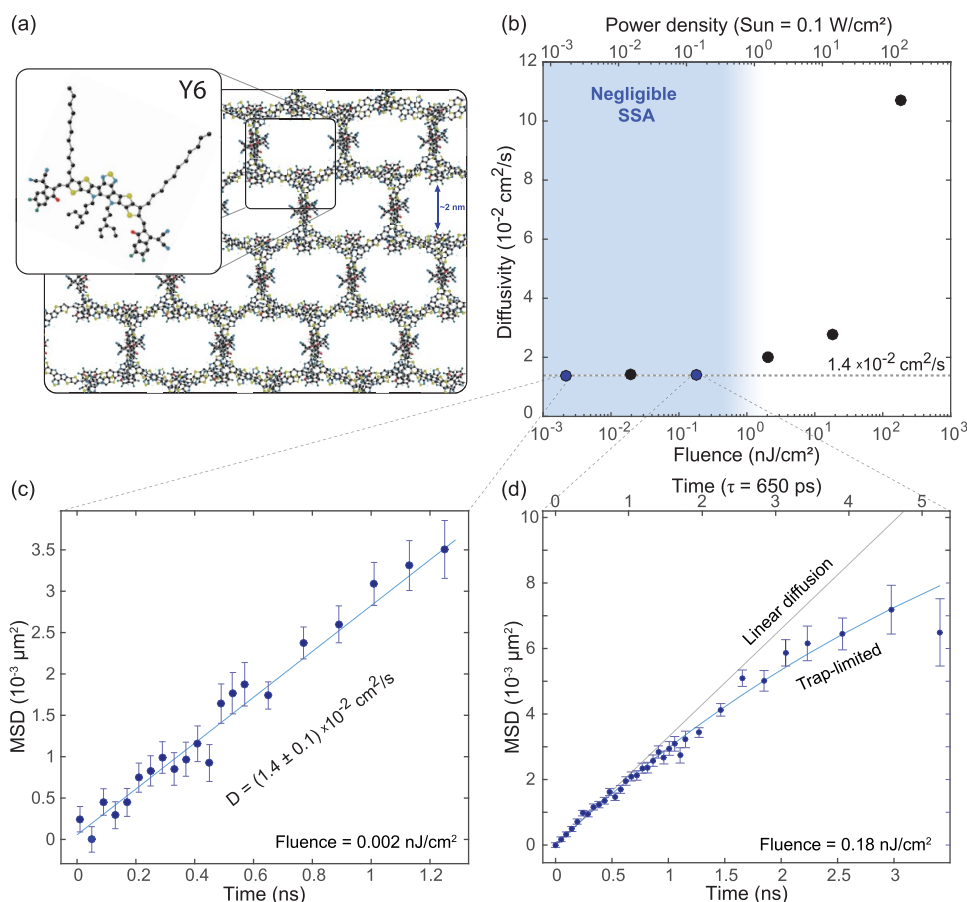 (a)
Y6
~2 nm
(b)
Power density (Sun = 0.1 W/cm²)
10⁻³ 10⁻² 10⁻¹ 10⁰ 10¹ 10²
Diffusivity (10⁻² cm²/s)
12
10
8
6
4
2
0
Negligible
SSA
1.4 ×10⁻² cm²/s
10⁻³ 10⁻² 10⁻¹ 10⁰ 10¹ 10² 10³
Fluence (nJ/cm²)
(c)
MSD (10⁻³ μm²)
3.5
3
2.5
2
1.5
1
0.5
0
D = (1.4 ± 0.1) ×10⁻² cm²/s
Fluence = 0.002 nJ/cm²
0 0.2 0.4 0.6 0.8 1.0 1.2
Time (ns)
(d)
Time (τ = 650 ps)
0 1 2 3 4 5
MSD (10⁻³ μm²)
10
8
6
4
2
0
Linear diffusion
Trap-limited
Fluence = 0.18 nJ/cm²
0 1 2 3
Time (ns)